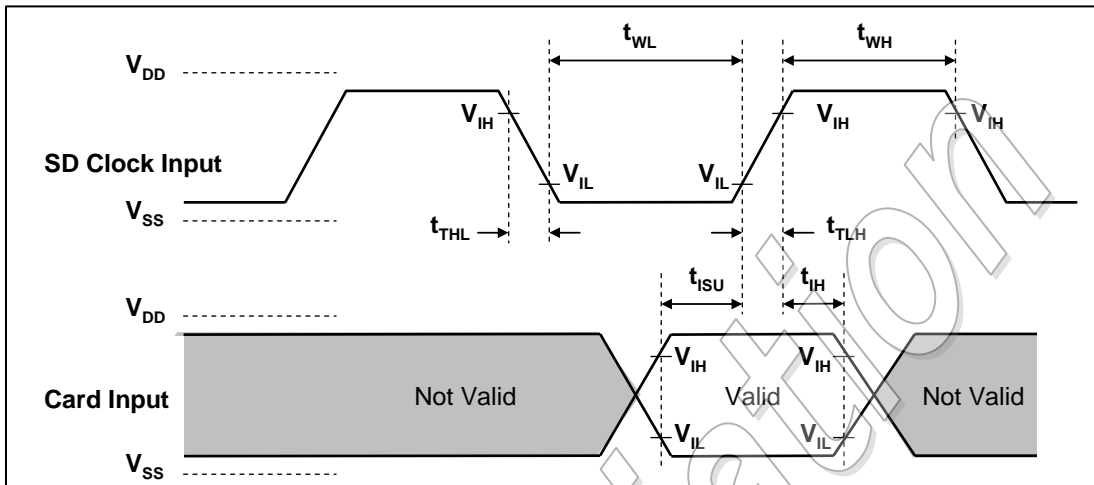 t_WL t_WH
V_DD
V_IH V_IH V_IH
SD Clock Input
V_IL V_IL
V_SS
t_THL t_TLH
t_ISU t_IH
V_DD
V_IH V_IH
Card Input Not Valid Valid Not Valid
V_IL V_IL
V_SS